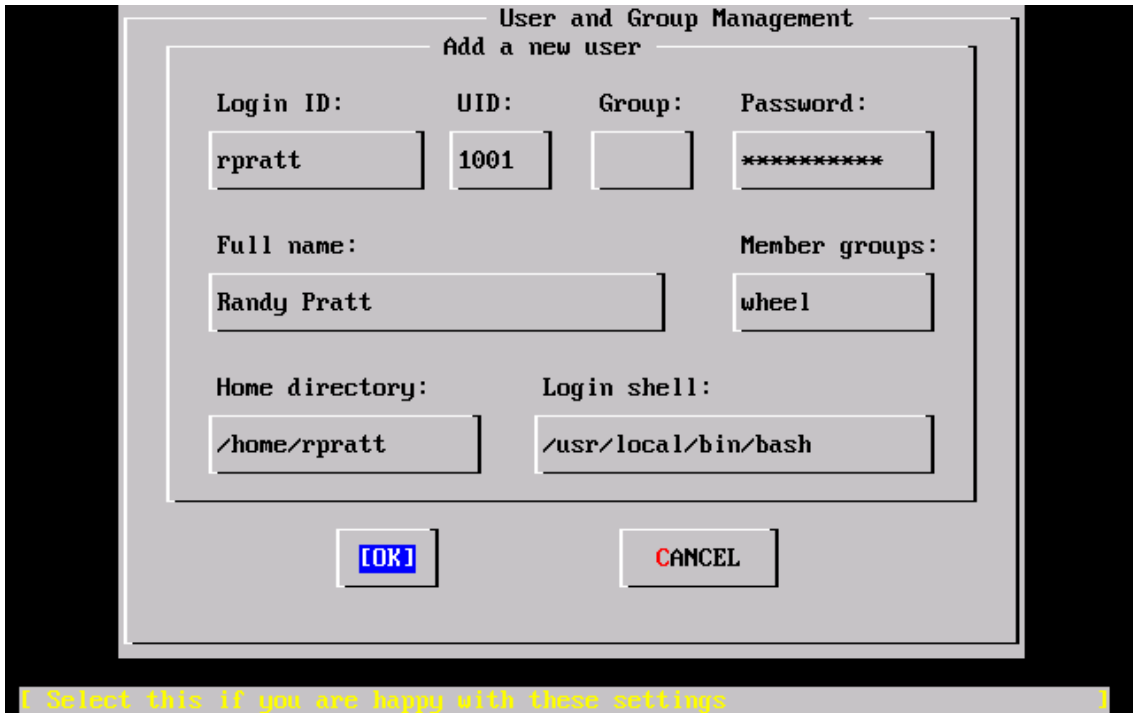 User and Group Management
Add a new user
Login ID: UID: Group: Password:
rpratt 1001 **********
Full name: Member groups:
Randy Pratt wheel
Home directory: Login shell:
/home/rpratt /usr/local/bin/bash
[OK] CANCEL
[ Select this if you are happy with these settings ]